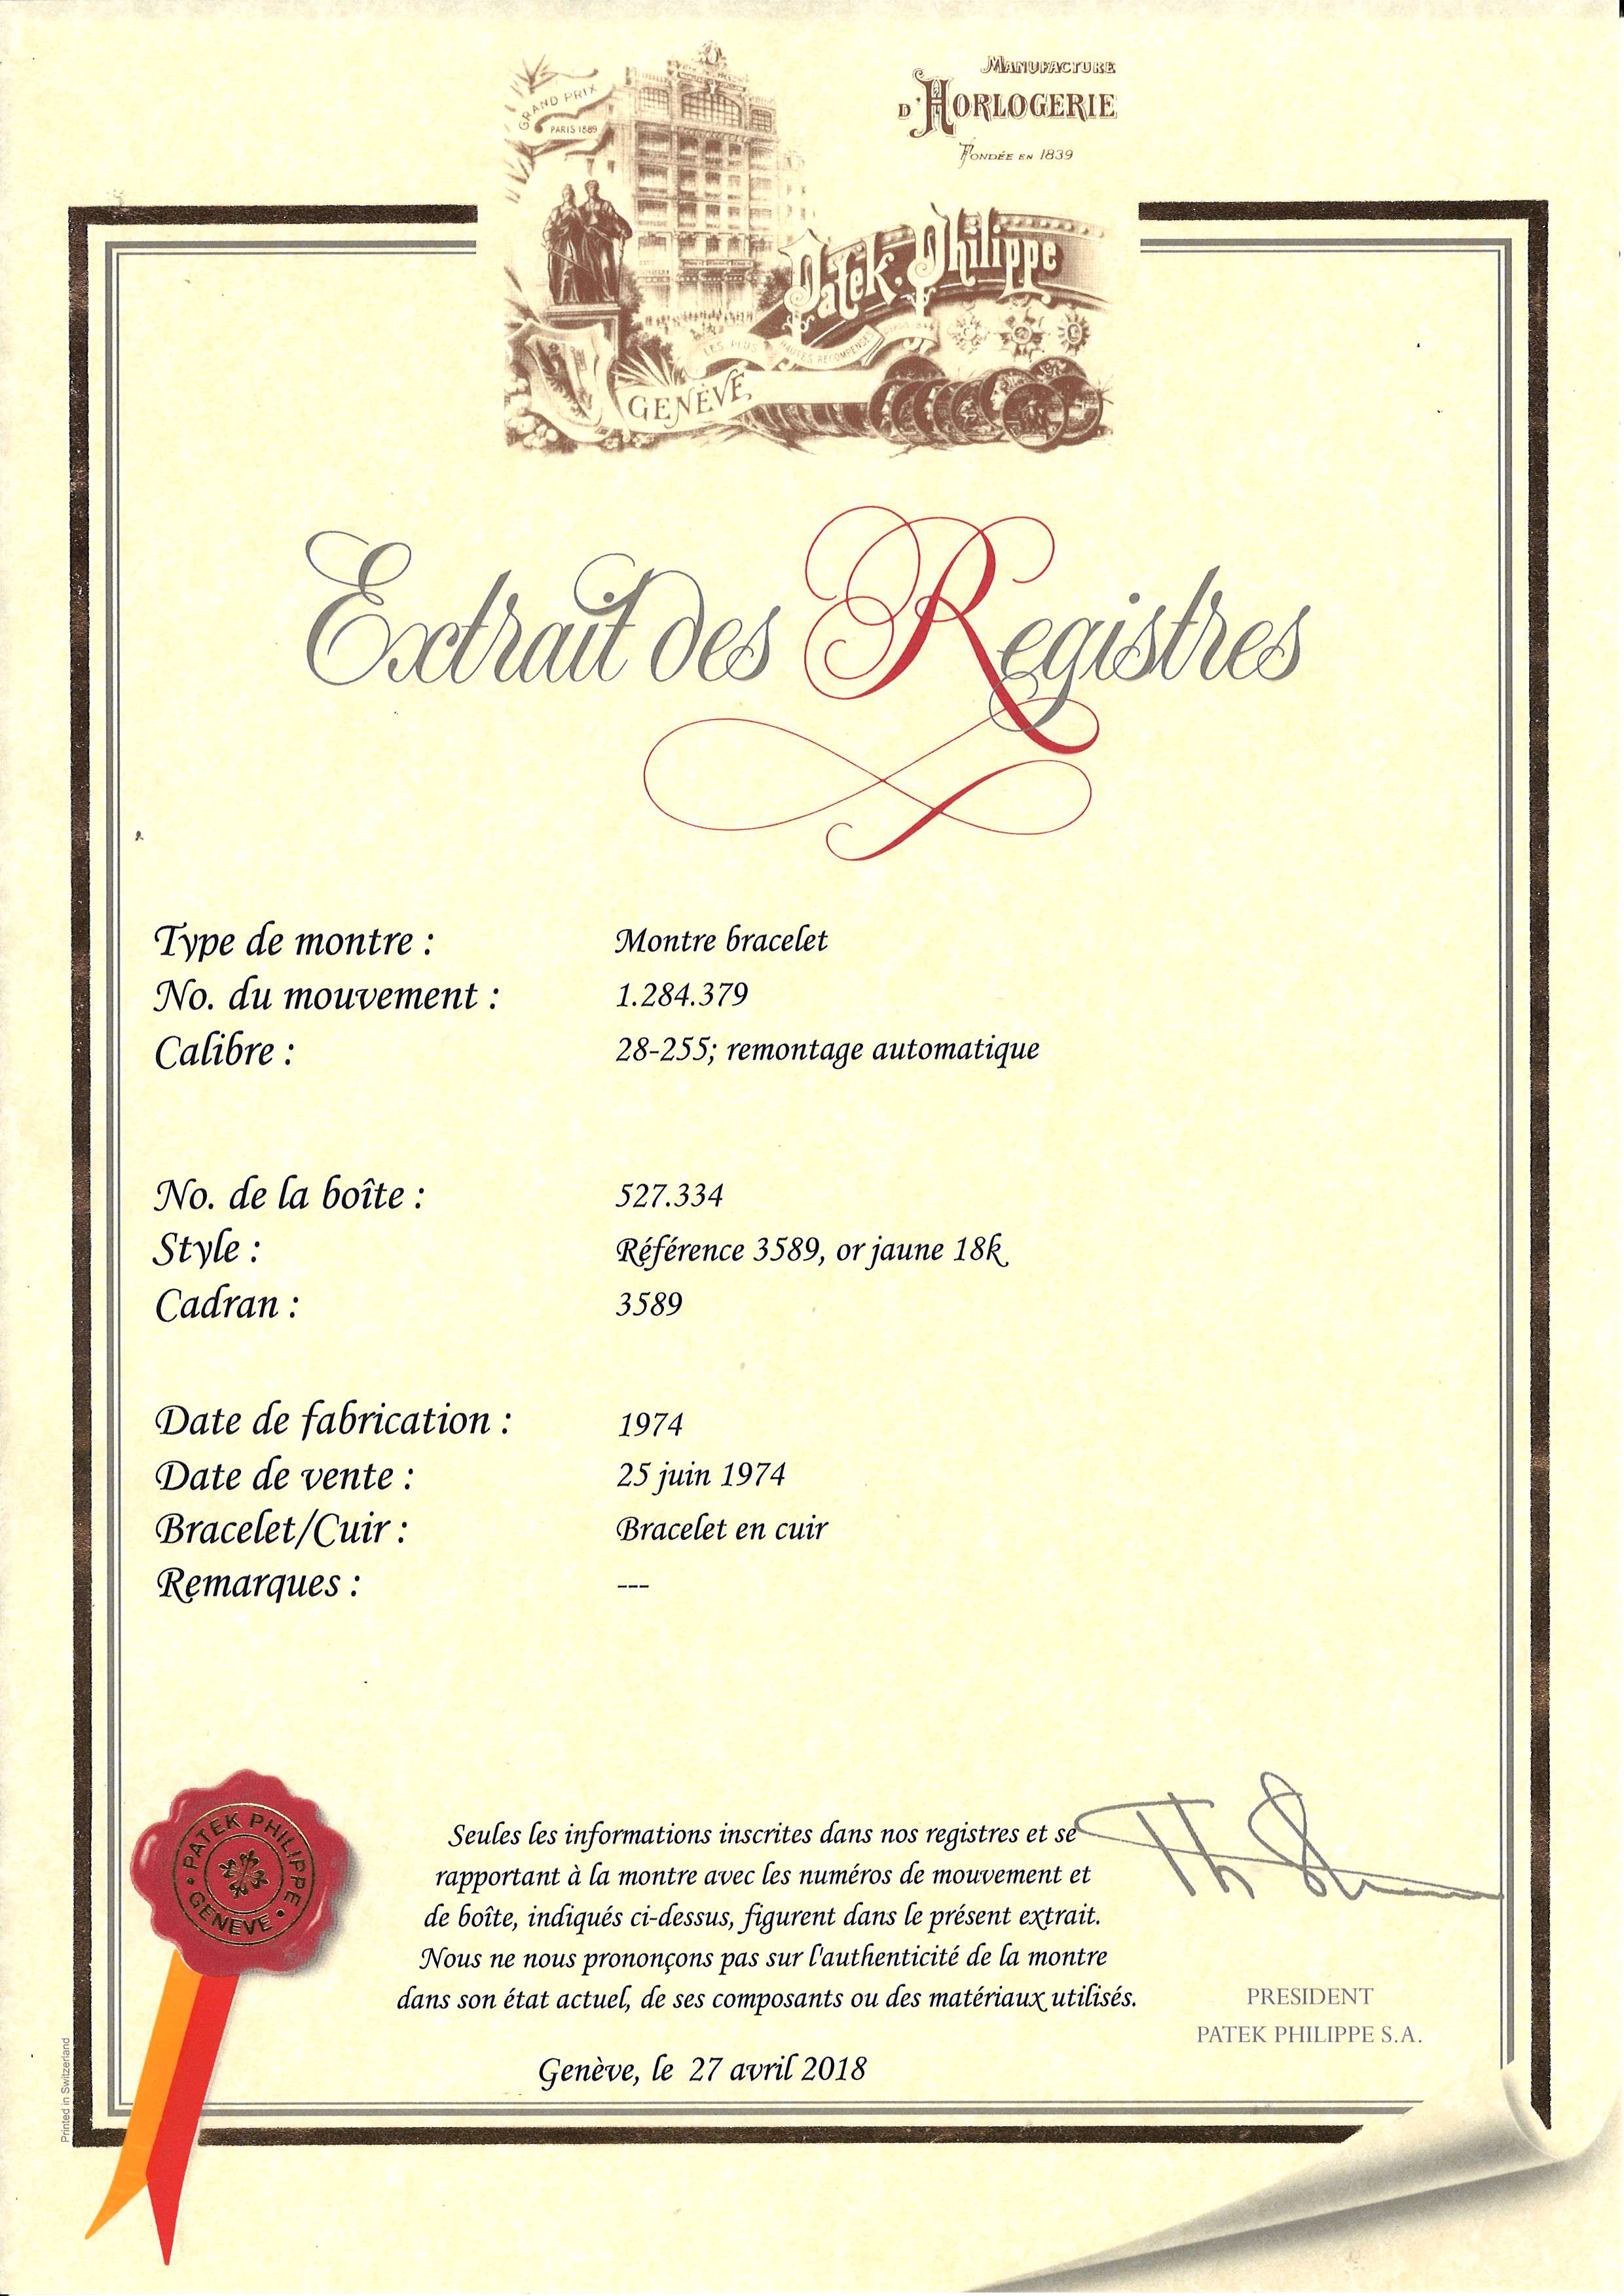 MANUFACTURE
D'HORLOGERIE
FONDÉE EN 1839
GRAND PRIX
PARIS 1889
Patek. Philippe
LES PLUS HAUTES RÉCOMPENSES
GENÈVE
Extrait des Registres
Type de montre : Montre bracelet
No. du mouvement : 1.284.379
Calibre : 28-255; remontage automatique
No. de la boîte : 527.334
Style : Référence 3589, or jaune 18k
Cadran : 3589
Date de fabrication : 1974
Date de vente : 25 juin 1974
Bracelet/Cuir : Bracelet en cuir
Remarques : ---
Seules les informations inscrites dans nos registres et se
rapportant à la montre avec les numéros de mouvement et
de boîte, indiqués ci-dessus, figurent dans le présent extrait.
Nous ne nous prononçons pas sur l'authenticité de la montre
dans son état actuel, de ses composants ou des matériaux utilisés.
Genève, le 27 avril 2018
PRESIDENT
PATEK PHILIPPE S.A.
PATEK PHILIPPE
• GENEVE •
Printed in Switzerland